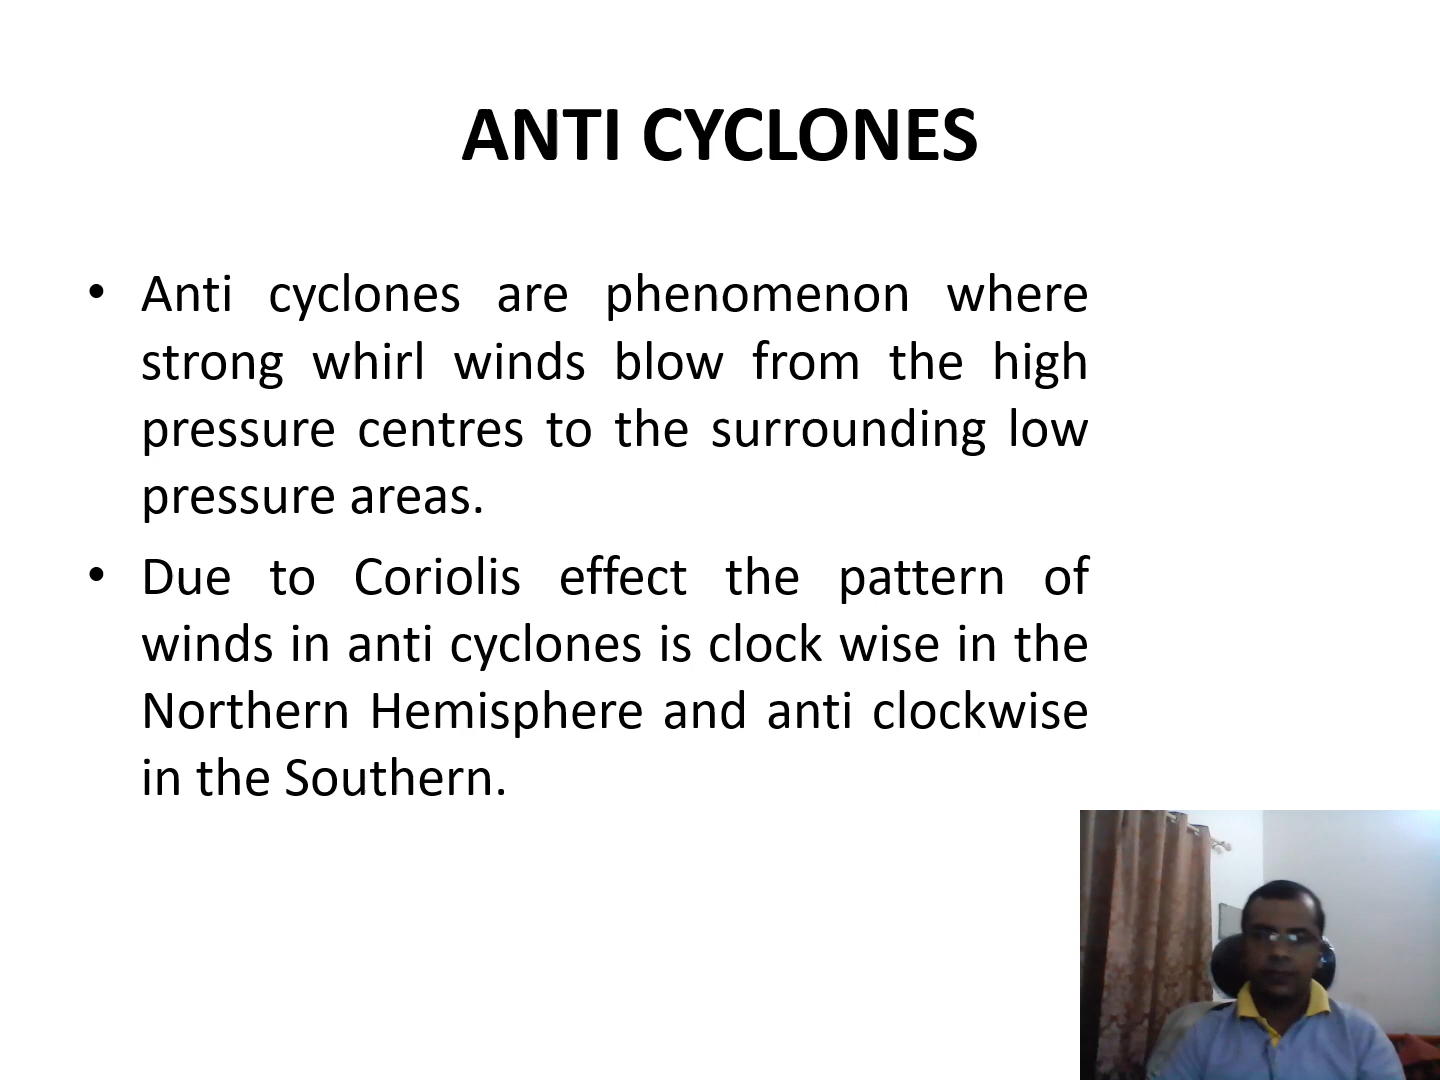 ANTI CYCLONES
• Anti cyclones are phenomenon where
strong whirl winds blow from the high
pressure centres to the surrounding low
pressure areas.
• Due to Coriolis effect the pattern of
winds in anti cyclones is clock wise in the
Northern Hemisphere and anti clockwise
in the Southern.